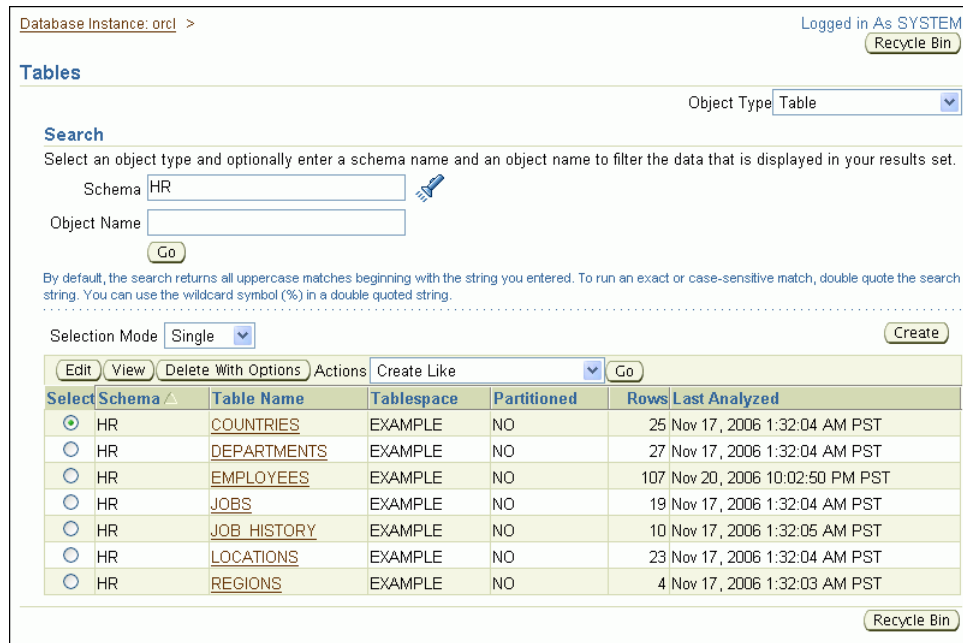 Database Instance: orcl >
Logged in As SYSTEM
Recycle Bin
Tables
Object Type Table
Search
Select an object type and optionally enter a schema name and an object name to filter the data that is displayed in your results set.
Schema HR
Object Name
Go
By default, the search returns all uppercase matches beginning with the string you entered. To run an exact or case-sensitive match, double quote the search
string. You can use the wildcard symbol (%) in a double quoted string.
Selection Mode Single
Create
Edit View Delete With Options Actions Create Like Go
Select Schema Table Name Tablespace Partitioned Rows Last Analyzed
HR COUNTRIES EXAMPLE NO 25 Nov 17, 2006 1:32:04 AM PST
HR DEPARTMENTS EXAMPLE NO 27 Nov 17, 2006 1:32:04 AM PST
HR EMPLOYEES EXAMPLE NO 107 Nov 20, 2006 10:02:50 PM PST
HR JOBS EXAMPLE NO 19 Nov 17, 2006 1:32:04 AM PST
HR JOB_HISTORY EXAMPLE NO 10 Nov 17, 2006 1:32:05 AM PST
HR LOCATIONS EXAMPLE NO 23 Nov 17, 2006 1:32:04 AM PST
HR REGIONS EXAMPLE NO 4 Nov 17, 2006 1:32:03 AM PST
Recycle Bin